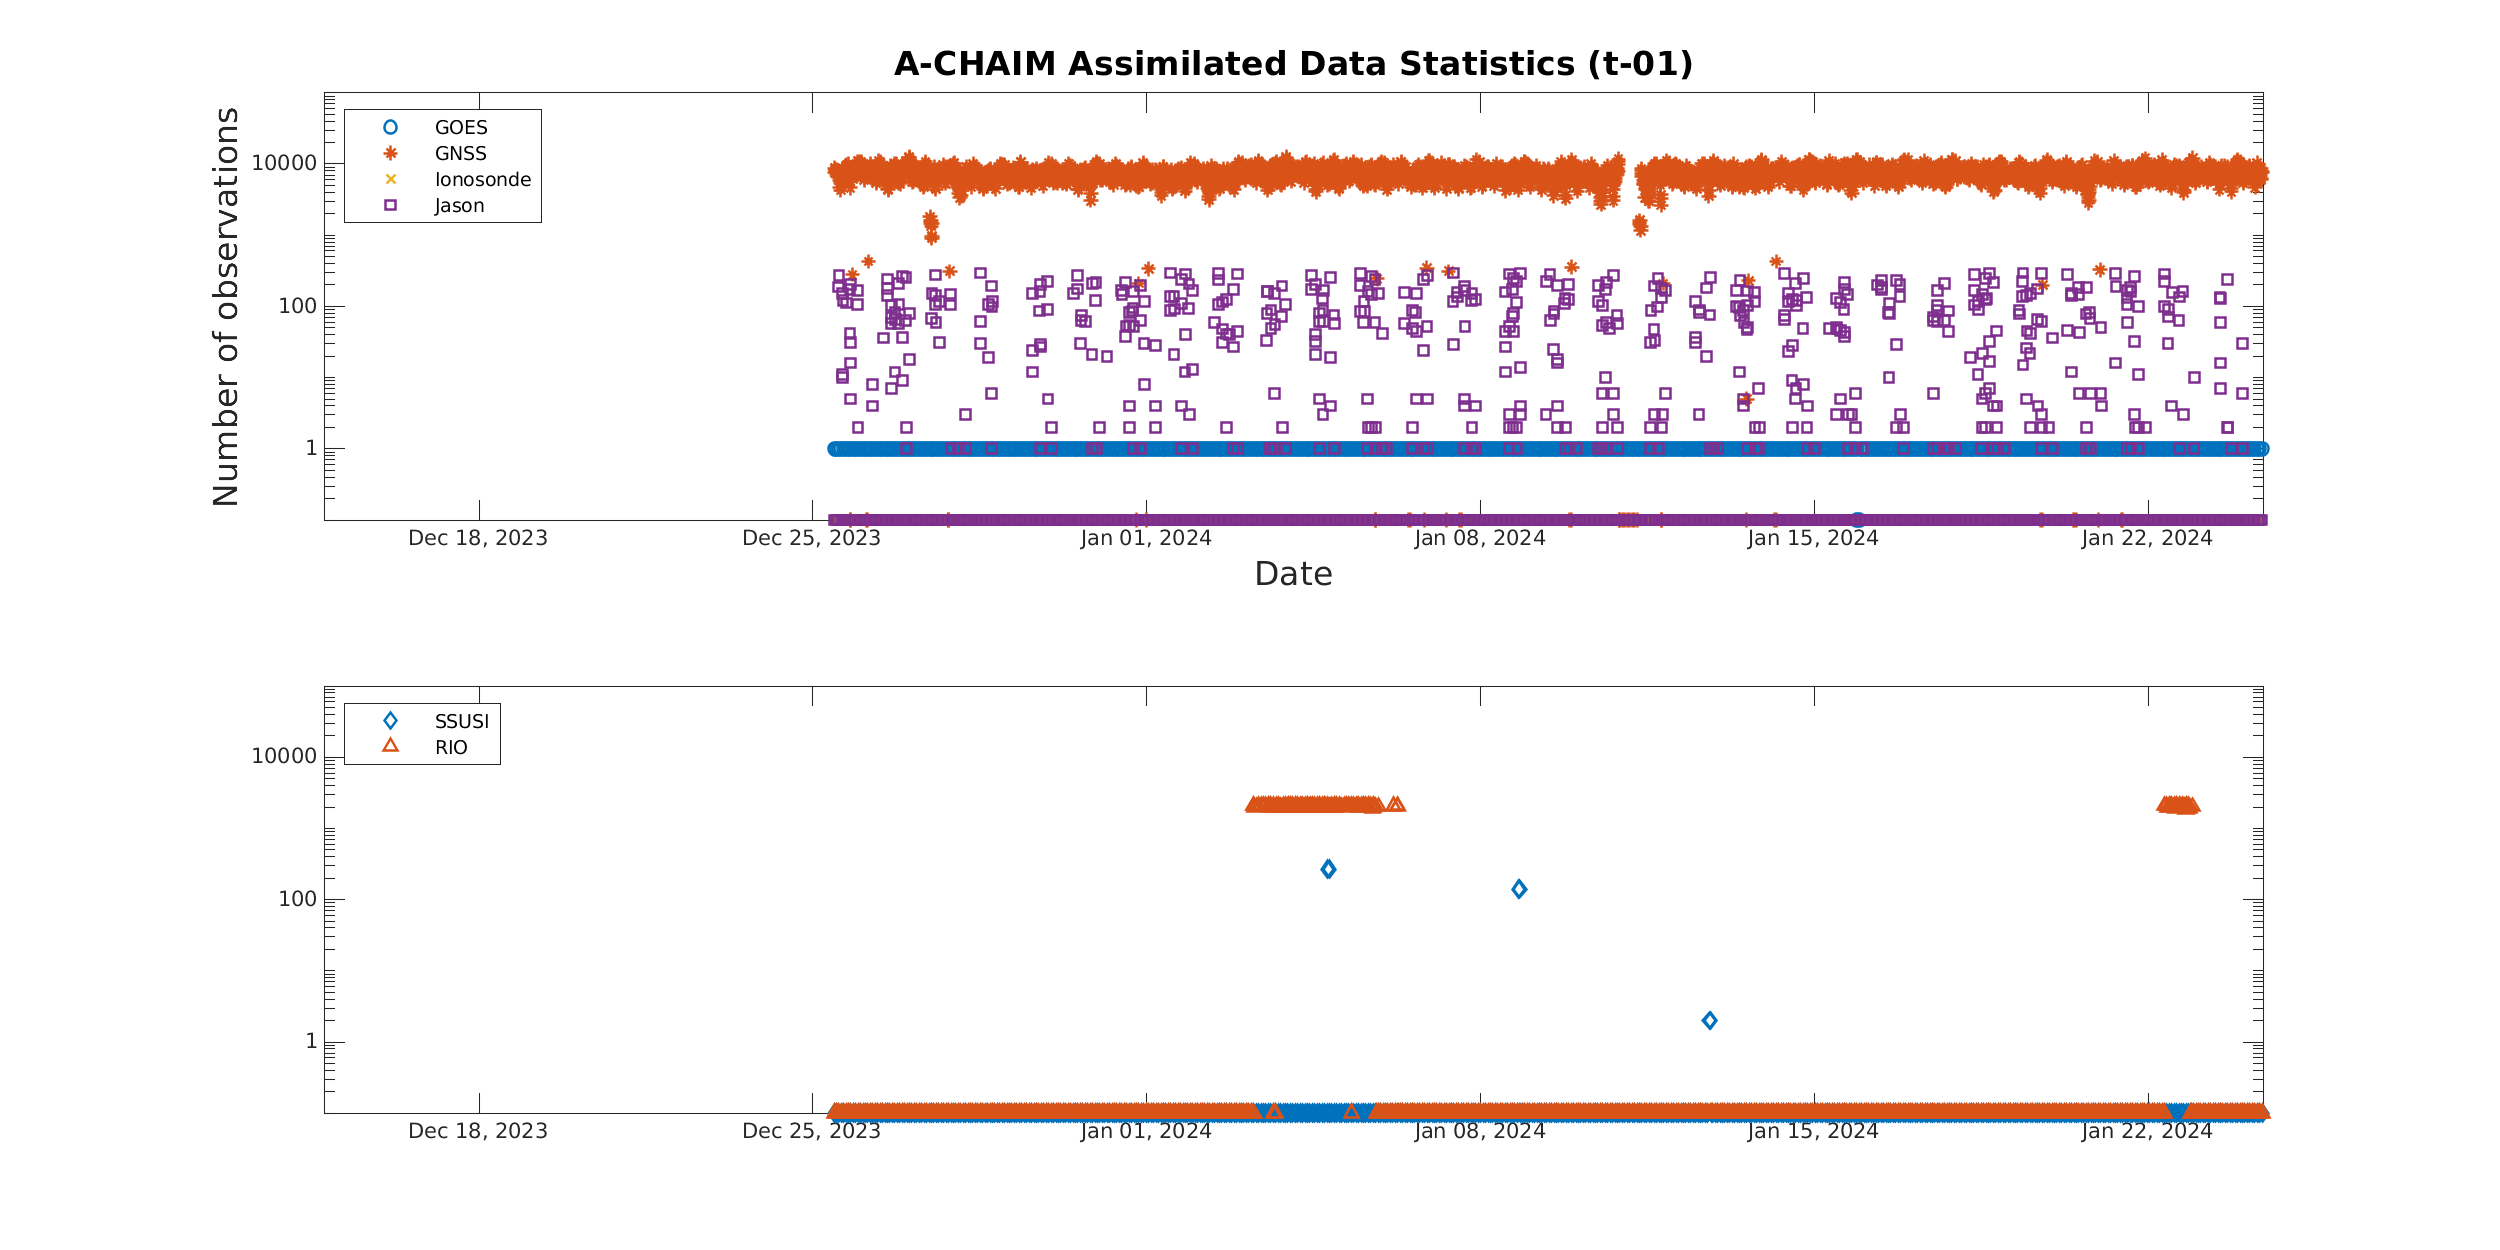 A-CHAIM Assimilated Data Statistics (t-01)
Number of observations
GOES
GNSS
Ionosonde
Jason
10000
100
1
Dec 18, 2023
Dec 25, 2023
Jan 01, 2024
Jan 08, 2024
Jan 15, 2024
Jan 22, 2024
Date
SSUSI
RIO
10000
100
1
Dec 18, 2023
Dec 25, 2023
Jan 01, 2024
Jan 08, 2024
Jan 15, 2024
Jan 22, 2024